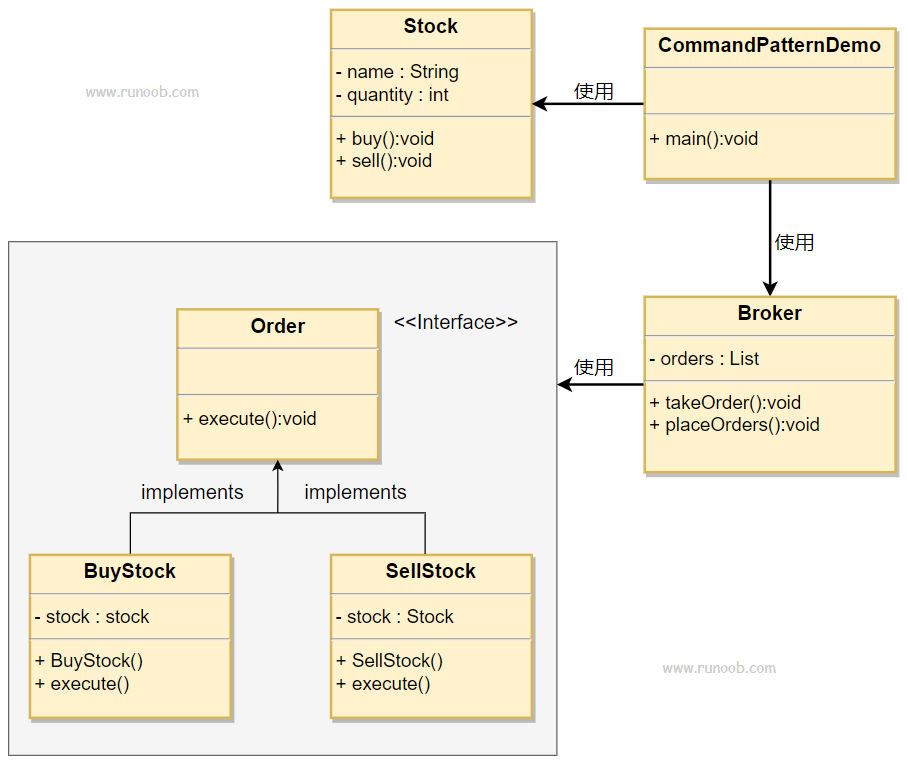 Stock
- name : String
- quantity : int
+ buy():void
+ sell():void
CommandPatternDemo
+ main():void
使用
www.runoob.com
使用
Order
<<Interface>>
+ execute():void
使用
Broker
- orders : List
+ takeOrder():void
+ placeOrders():void
implements
implements
BuyStock
- stock : stock
+ BuyStock()
+ execute()
SellStock
- stock : Stock
+ SellStock()
+ execute()
www.runoob.com